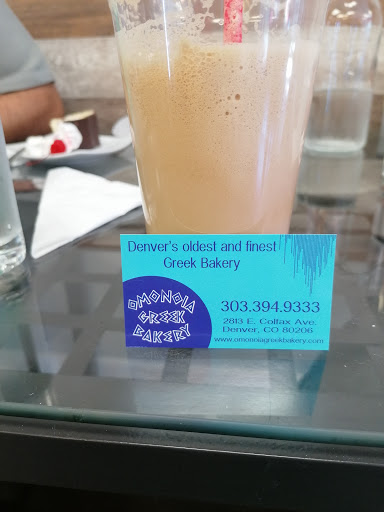 Denver's oldest and finest
Greek Bakery
OMONOIA
GREEK
BAKERY
303.394.9333
2813 E. Colfax Ave.
Denver, CO 80206
www.omonoiagreekbakery.com